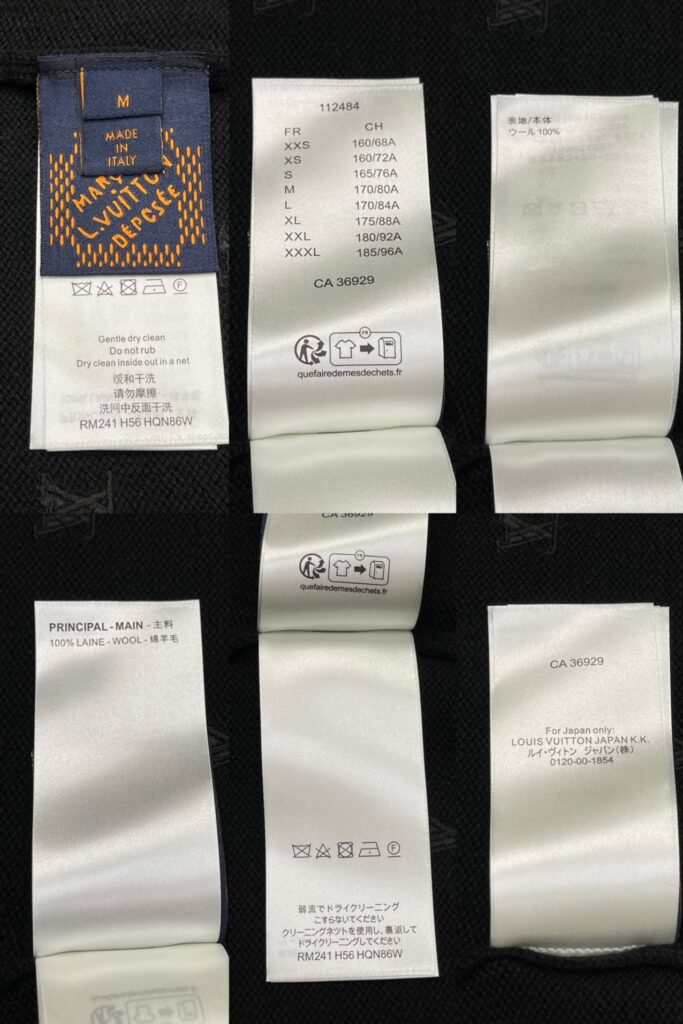 M
MADE
IN
ITALY
MARQUE
L.VUITTON
DÉPOSÉE
Gentle dry clean
Do not rub
Dry clean inside out in a net
缓和干洗
请勿摩擦
洗网中反面干洗
RM241 H56 HQN86W
112484
FR CH
XXS 160/68A
XS 160/72A
S 165/76A
M 170/80A
L 170/84A
XL 175/88A
XXL 180/92A
XXXL 185/96A
CA 36929
FR
quefairedemesdechets.fr
表地/本体
ウール 100%
PRINCIPAL - MAIN - 主料
100% LAINE - WOOL - 绵羊毛
CA 36929
FR
quefairedemesdechets.fr
F
弱流でドライクリーニング
こすらないでください
クリーニングネットを使用し、裏返して
ドライクリーニングしてください
RM241 H56 HQN86W
CA 36929
For Japan only:
LOUIS VUITTON JAPAN K.K.
ルイ・ヴィトン ジャパン(株)
0120-00-1854